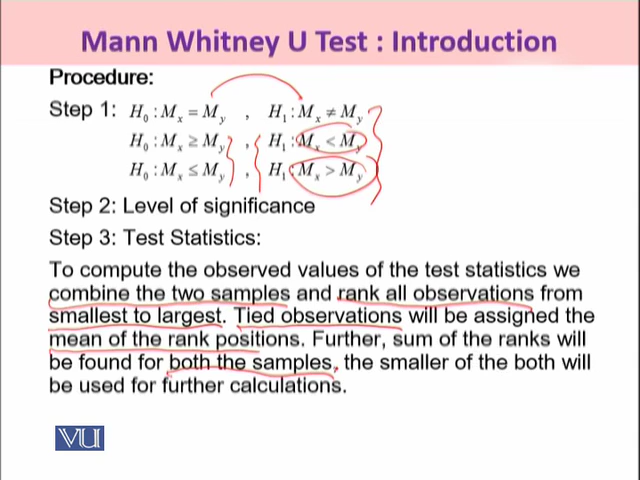 Mann Whitney U Test : Introduction
Procedure:
Step 1: H₀ : Mₓ = Mᵧ , H₁ : Mₓ ≠ Mᵧ
H₀ : Mₓ ≥ Mᵧ , H₁ : Mₓ < Mᵧ
H₀ : Mₓ ≤ Mᵧ , H₁ : Mₓ > Mᵧ
Step 2: Level of significance
Step 3: Test Statistics:
To compute the observed values of the test statistics we
combine the two samples and rank all observations from
smallest to largest. Tied observations will be assigned the
mean of the rank positions. Further, sum of the ranks will
be found for both the samples, the smaller of the both will
be used for further calculations.
VU